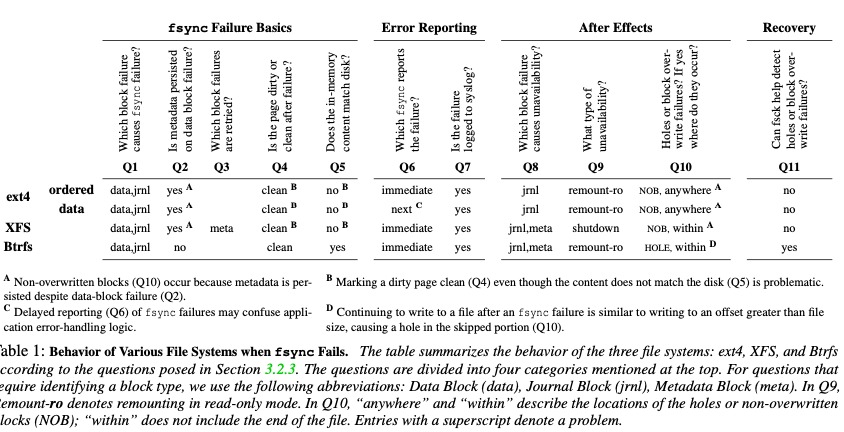 fsync Failure Basics Error Reporting After Effects Recovery
Which block failure causes fsync failure?
Is metadata persisted on data block failure?
Which block failures are retried?
Is the page dirty or clean after failure?
Does the in-memory content match disk?
Which fsync reports the failure?
Is the failure logged to syslog?
Which block failure causes unavailability?
What type of unavailability?
Holes or block over-write failures? If yes where do they occur?
Can fsck help detect holes or block over-write failures?
Q1 Q2 Q3 Q4 Q5 Q6 Q7 Q8 Q9 Q10 Q11
ext4 ordered data,jrnl yes A clean B no B immediate yes jrnl remount-ro NOB, anywhere A no
data data,jrnl yes A clean B no B next C yes jrnl remount-ro NOB, anywhere A no
XFS data,jrnl yes A meta clean B no B immediate yes jrnl,meta shutdown NOB, within A no
Btrfs data,jrnl no clean yes immediate yes jrnl,meta remount-ro HOLE, within D yes
A Non-overwritten blocks (Q10) occur because metadata is per-
sisted despite data-block failure (Q2).
B Marking a dirty page clean (Q4) even though the content does not match the disk (Q5) is problematic.
C Delayed reporting (Q6) of fsync failures may confuse appli-
cation error-handling logic.
D Continuing to write to a file after an fsync failure is similar to writing to an offset greater than file
size, causing a hole in the skipped portion (Q10).
Table 1: Behavior of Various File Systems when fsync Fails. The table summarizes the behavior of the three file systems: ext4, XFS, and Btrfs
according to the questions posed in Section 3.2.3. The questions are divided into four categories mentioned at the top. For questions that
require identifying a block type, we use the following abbreviations: Data Block (data), Journal Block (jrnl), Metadata Block (meta). In Q9,
remount-ro denotes remounting in read-only mode. In Q10, "anywhere" and "within" describe the locations of the holes or non-overwritten
blocks (NOB); "within" does not include the end of the file. Entries with a superscript denote a problem.